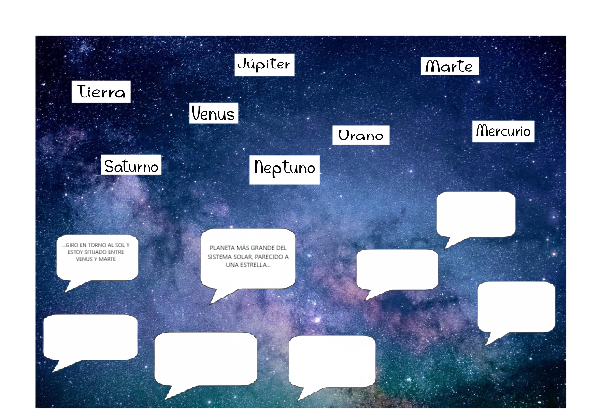 Júpiter
Marte
Tierra
Venus
Urano
Mercurio
Saturno
Neptuno
...GIRO EN TORNO AL SOL Y
ESTOY SITUADO ENTRE
VENUS Y MARTE
PLANETA MÁS GRANDE DEL
SISTEMA SOLAR, PARECIDO A
UNA ESTRELLA...